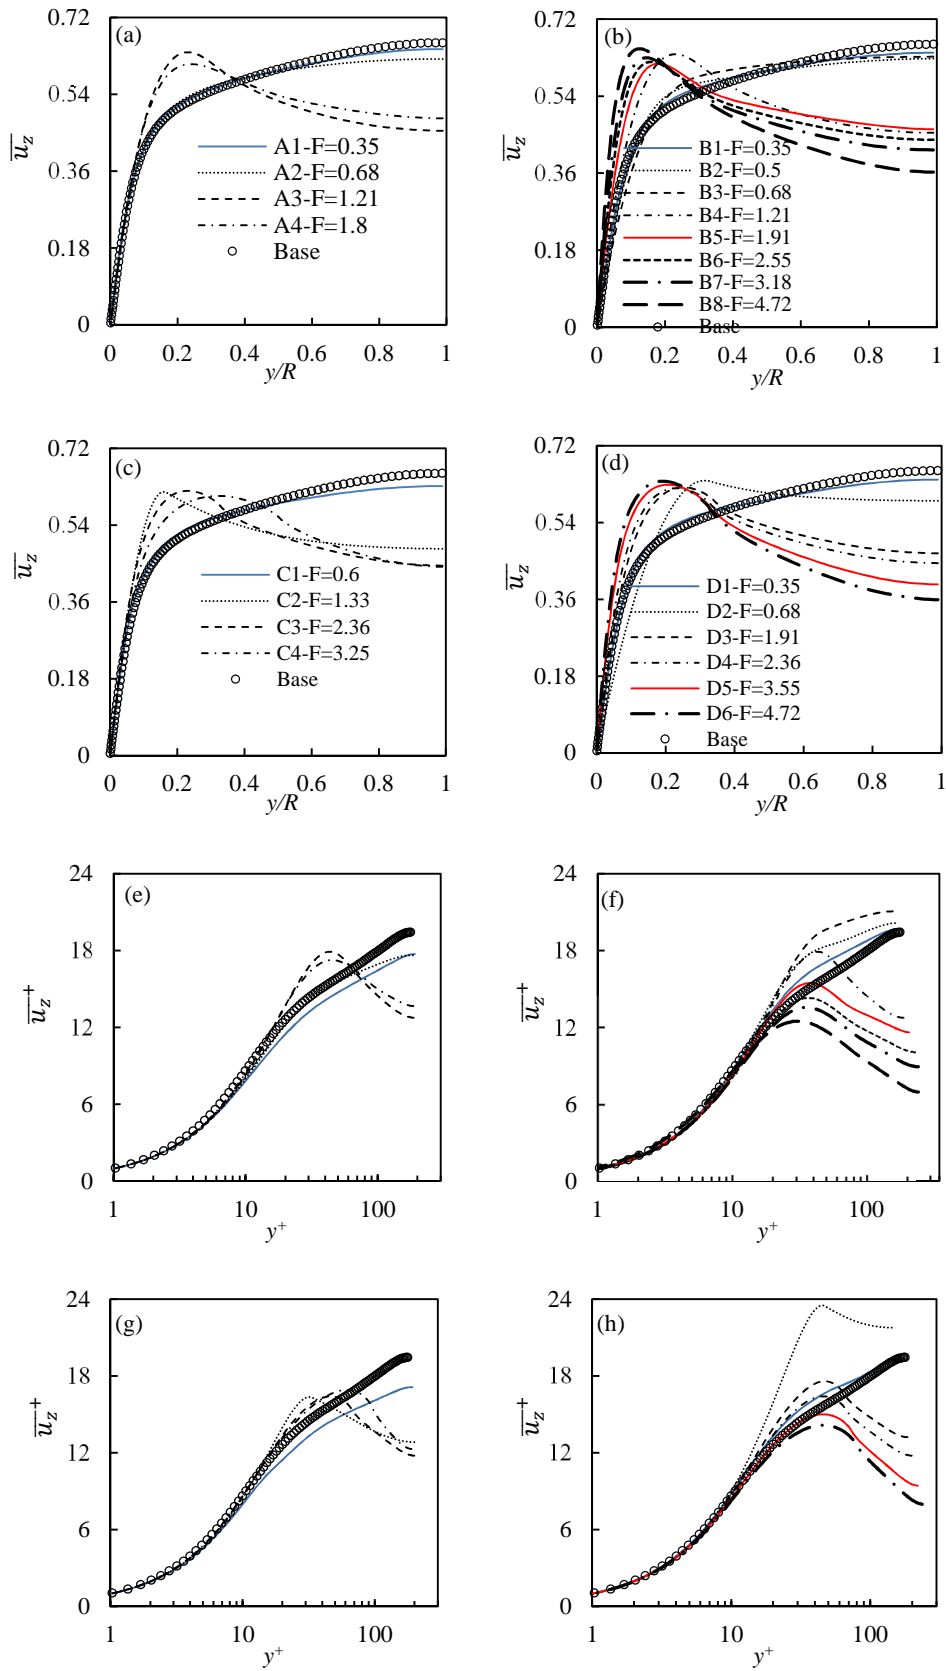 (a)
0.72
0.54
0.36
0.18
0
u_z
A1-F=0.35
A2-F=0.68
A3-F=1.21
A4-F=1.8
Base
0 0.2 0.4 0.6 0.8 1
y/R
(b)
0.72
0.54
0.36
0.18
0
u_z
B1-F=0.35
B2-F=0.5
B3-F=0.68
B4-F=1.21
B5-F=1.91
B6-F=2.55
B7-F=3.18
B8-F=4.72
Base
0 0.2 0.4 0.6 0.8 1
y/R
(c)
0.72
0.54
0.36
0.18
0
u_z
C1-F=0.6
C2-F=1.33
C3-F=2.36
C4-F=3.25
Base
0 0.2 0.4 0.6 0.8 1
y/R
(d)
0.72
0.54
0.36
0.18
0
u_z
D1-F=0.35
D2-F=0.68
D3-F=1.91
D4-F=2.36
D5-F=3.55
D6-F=4.72
Base
0 0.2 0.4 0.6 0.8 1
y/R
(e)
24
18
12
6
0
u_z^+
1 10 100
y^+
(f)
24
18
12
6
0
u_z^+
1 10 100
y^+
(g)
24
18
12
6
0
u_z^+
1 10 100
y^+
(h)
24
18
12
6
0
u_z^+
1 10 100
y^+